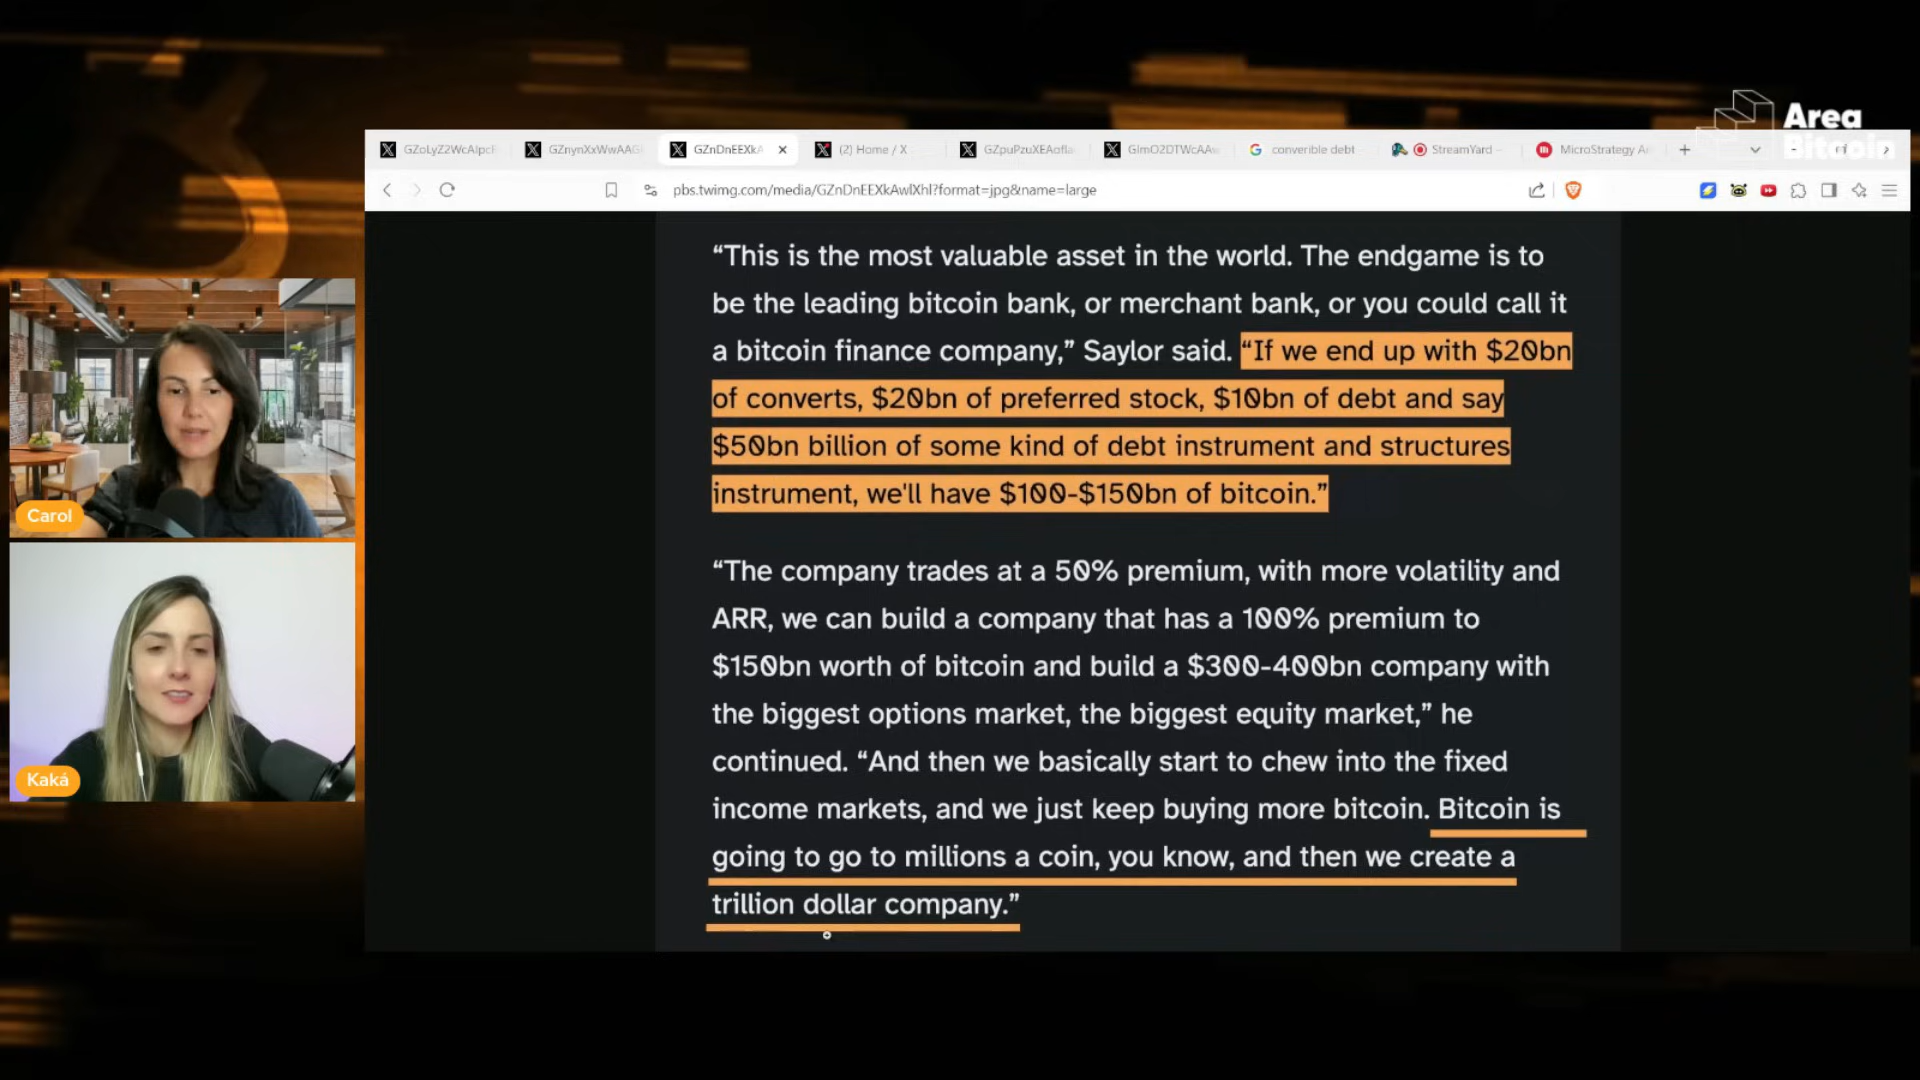 Area
Bitcoin
GZoLyZ2WcAIpcE
GZnynXxWwAAG
GZnDnEEXkA
(2) Home / X
GZpuPzuXEAofla
GImO2DTWcAAw
converible debt
StreamYard
MicroStrategy A
pbs.twimg.com/media/GZnDnEEXkAwlXhl?format=jpg&name=large
“This is the most valuable asset in the world. The endgame is to
be the leading bitcoin bank, or merchant bank, or you could call it
a bitcoin finance company,” Saylor said. “If we end up with $20bn
of converts, $20bn of preferred stock, $10bn of debt and say
$50bn billion of some kind of debt instrument and structures
instrument, we'll have $100-$150bn of bitcoin.”
“The company trades at a 50% premium, with more volatility and
ARR, we can build a company that has a 100% premium to
$150bn worth of bitcoin and build a $300-400bn company with
the biggest options market, the biggest equity market,” he
continued. “And then we basically start to chew into the fixed
income markets, and we just keep buying more bitcoin. Bitcoin is
going to go to millions a coin, you know, and then we create a
trillion dollar company.”
Carol
Kaká